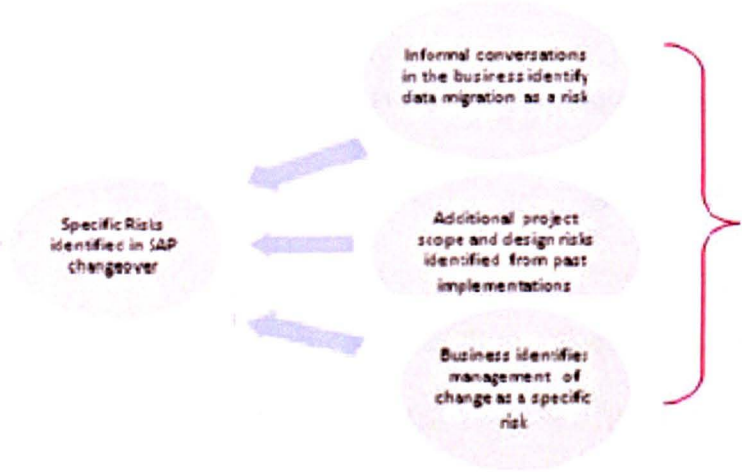 Informal conversations
in the business identify
data migration as a risk
Specific Risks
identified in SAP
changeover
Additional project
scope and design risks
identified from past
implementations
Business identifies
management of
change as a specific
risk